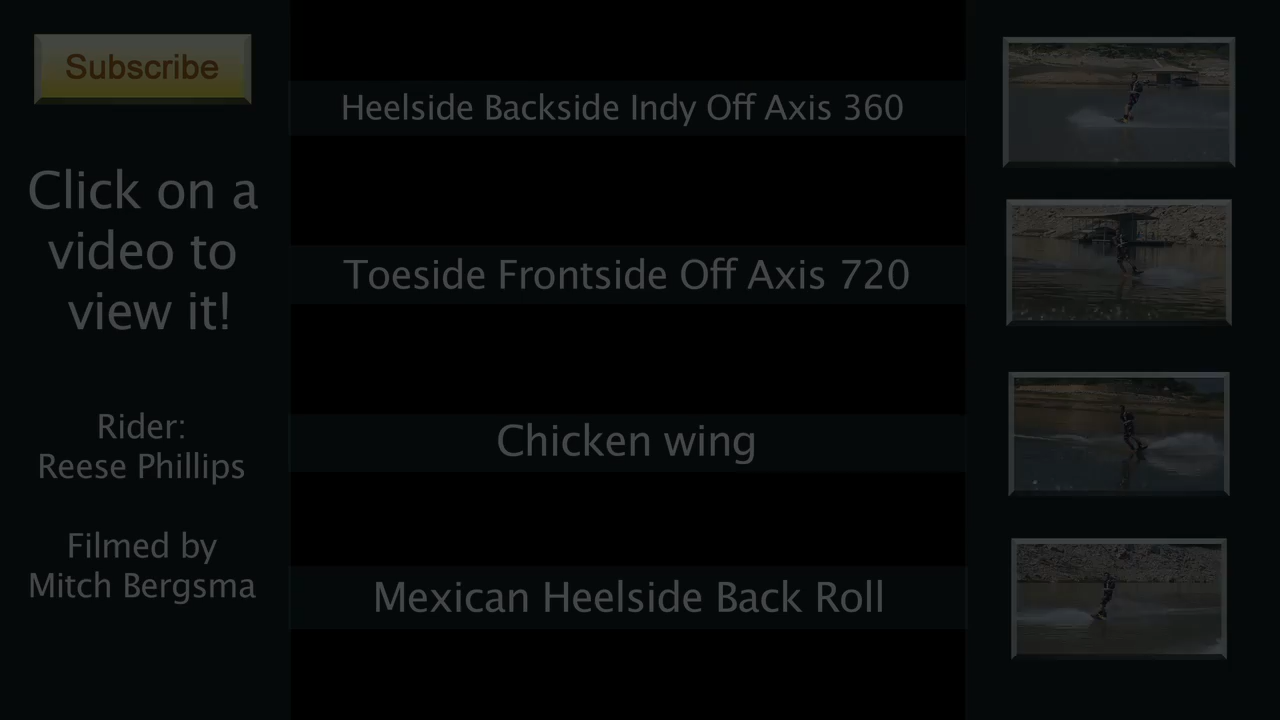 Subscribe
Click on a
video to
view it!
Rider:
Reese Phillips
Filmed by
Mitch Bergsma
Heelside Backside Indy Off Axis 360
Toeside Frontside Off Axis 720
Chicken wing
Mexican Heelside Back Roll